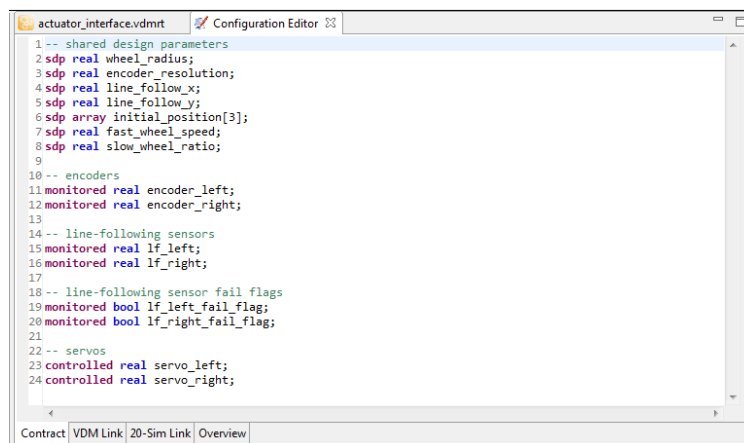 actuator_interface.vdmrt Configuration Editor
1 -- shared design parameters
2 sdp real wheel_radius;
3 sdp real encoder_resolution;
4 sdp real line_follow_x;
5 sdp real line_follow_y;
6 sdp array initial_position[3];
7 sdp real fast_wheel_speed;
8 sdp real slow_wheel_ratio;
9
10 -- encoders
11 monitored real encoder_left;
12 monitored real encoder_right;
13
14 -- line-following sensors
15 monitored real lf_left;
16 monitored real lf_right;
17
18 -- line-following sensor fail flags
19 monitored bool lf_left_fail_flag;
20 monitored bool lf_right_fail_flag;
21
22 -- servos
23 controlled real servo_left;
24 controlled real servo_right;
Contract VDM Link 20-Sim Link Overview